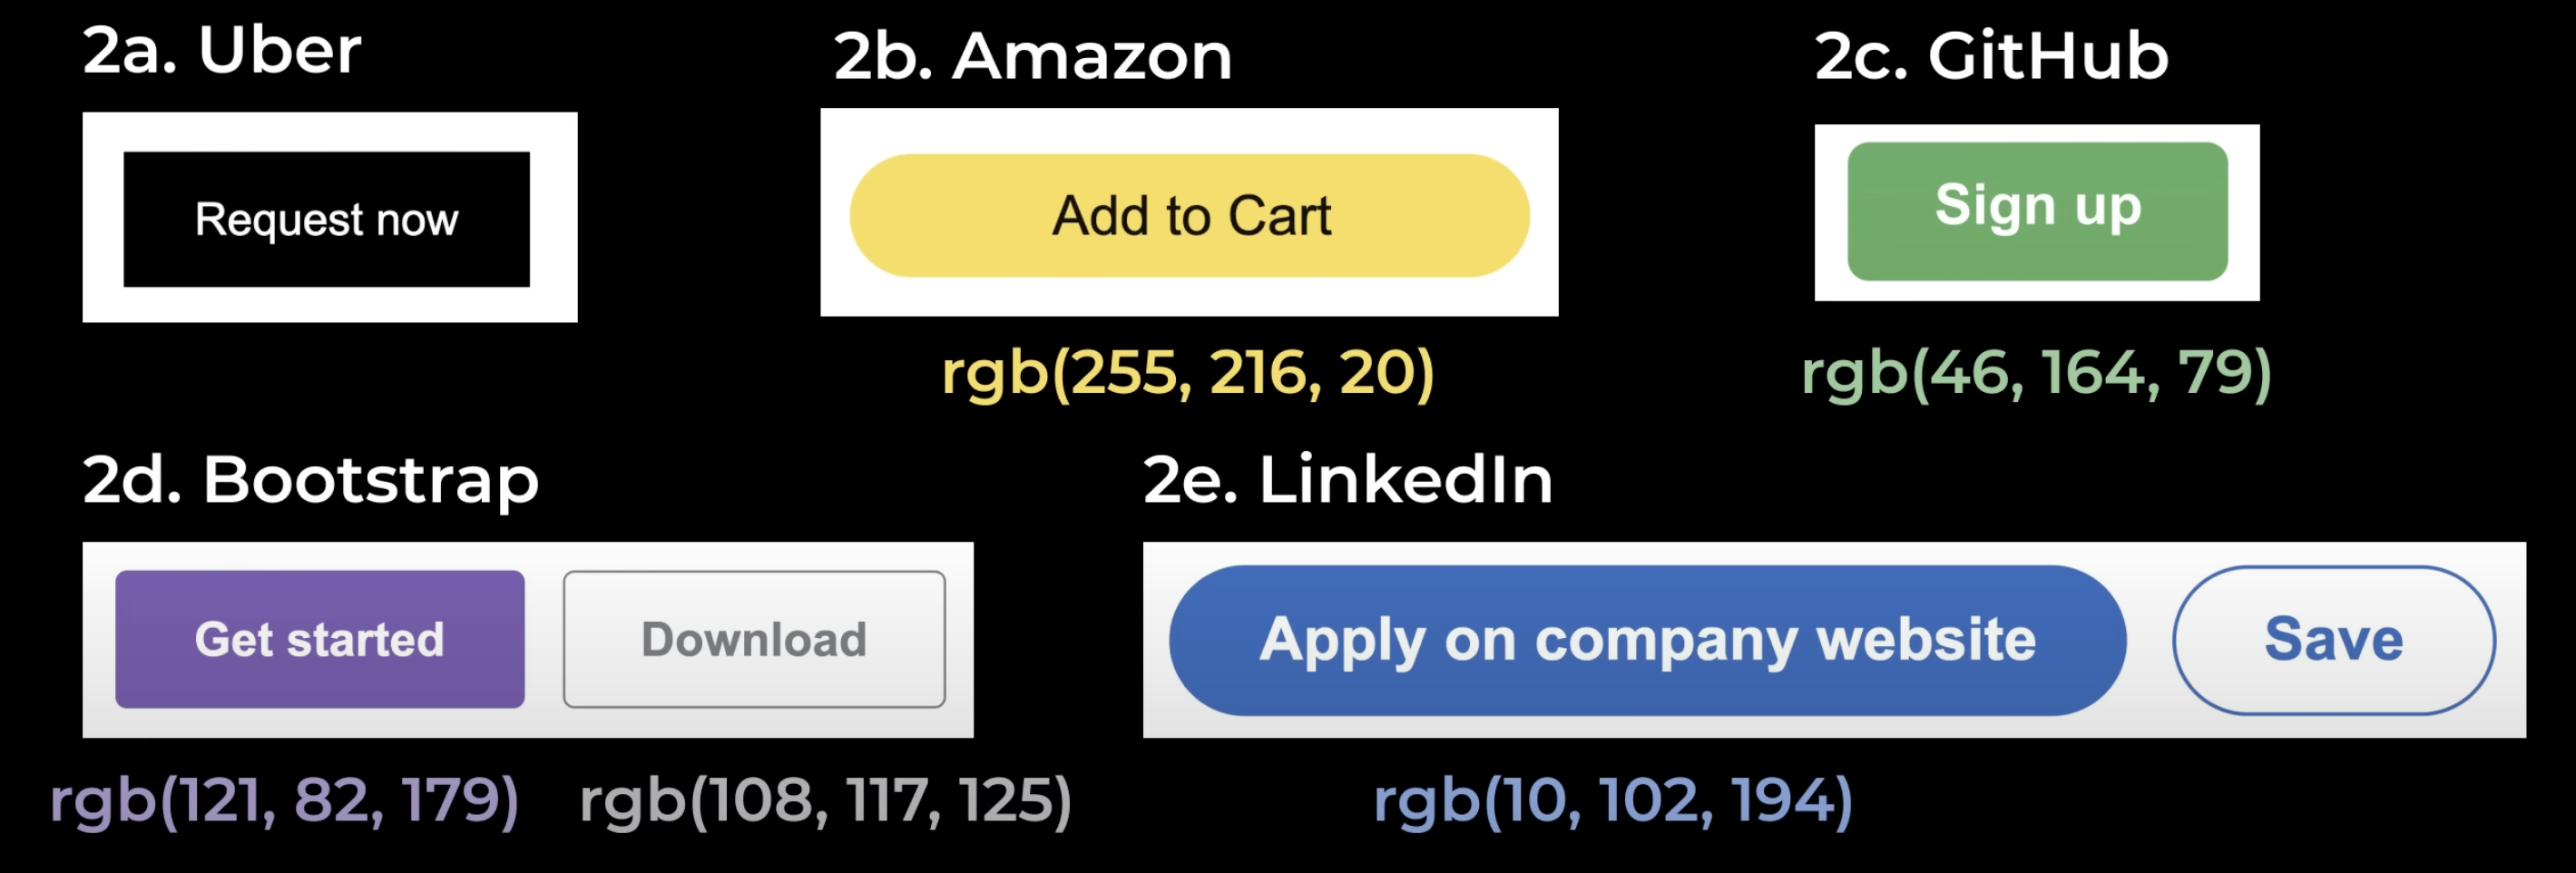 2a. Uber
Request now
2b. Amazon
Add to Cart
rgb(255, 216, 20)
2c. GitHub
Sign up
rgb(46, 164, 79)
2d. Bootstrap
Get started
Download
rgb(121, 82, 179)
rgb(108, 117, 125)
2e. LinkedIn
Apply on company website
Save
rgb(10, 102, 194)